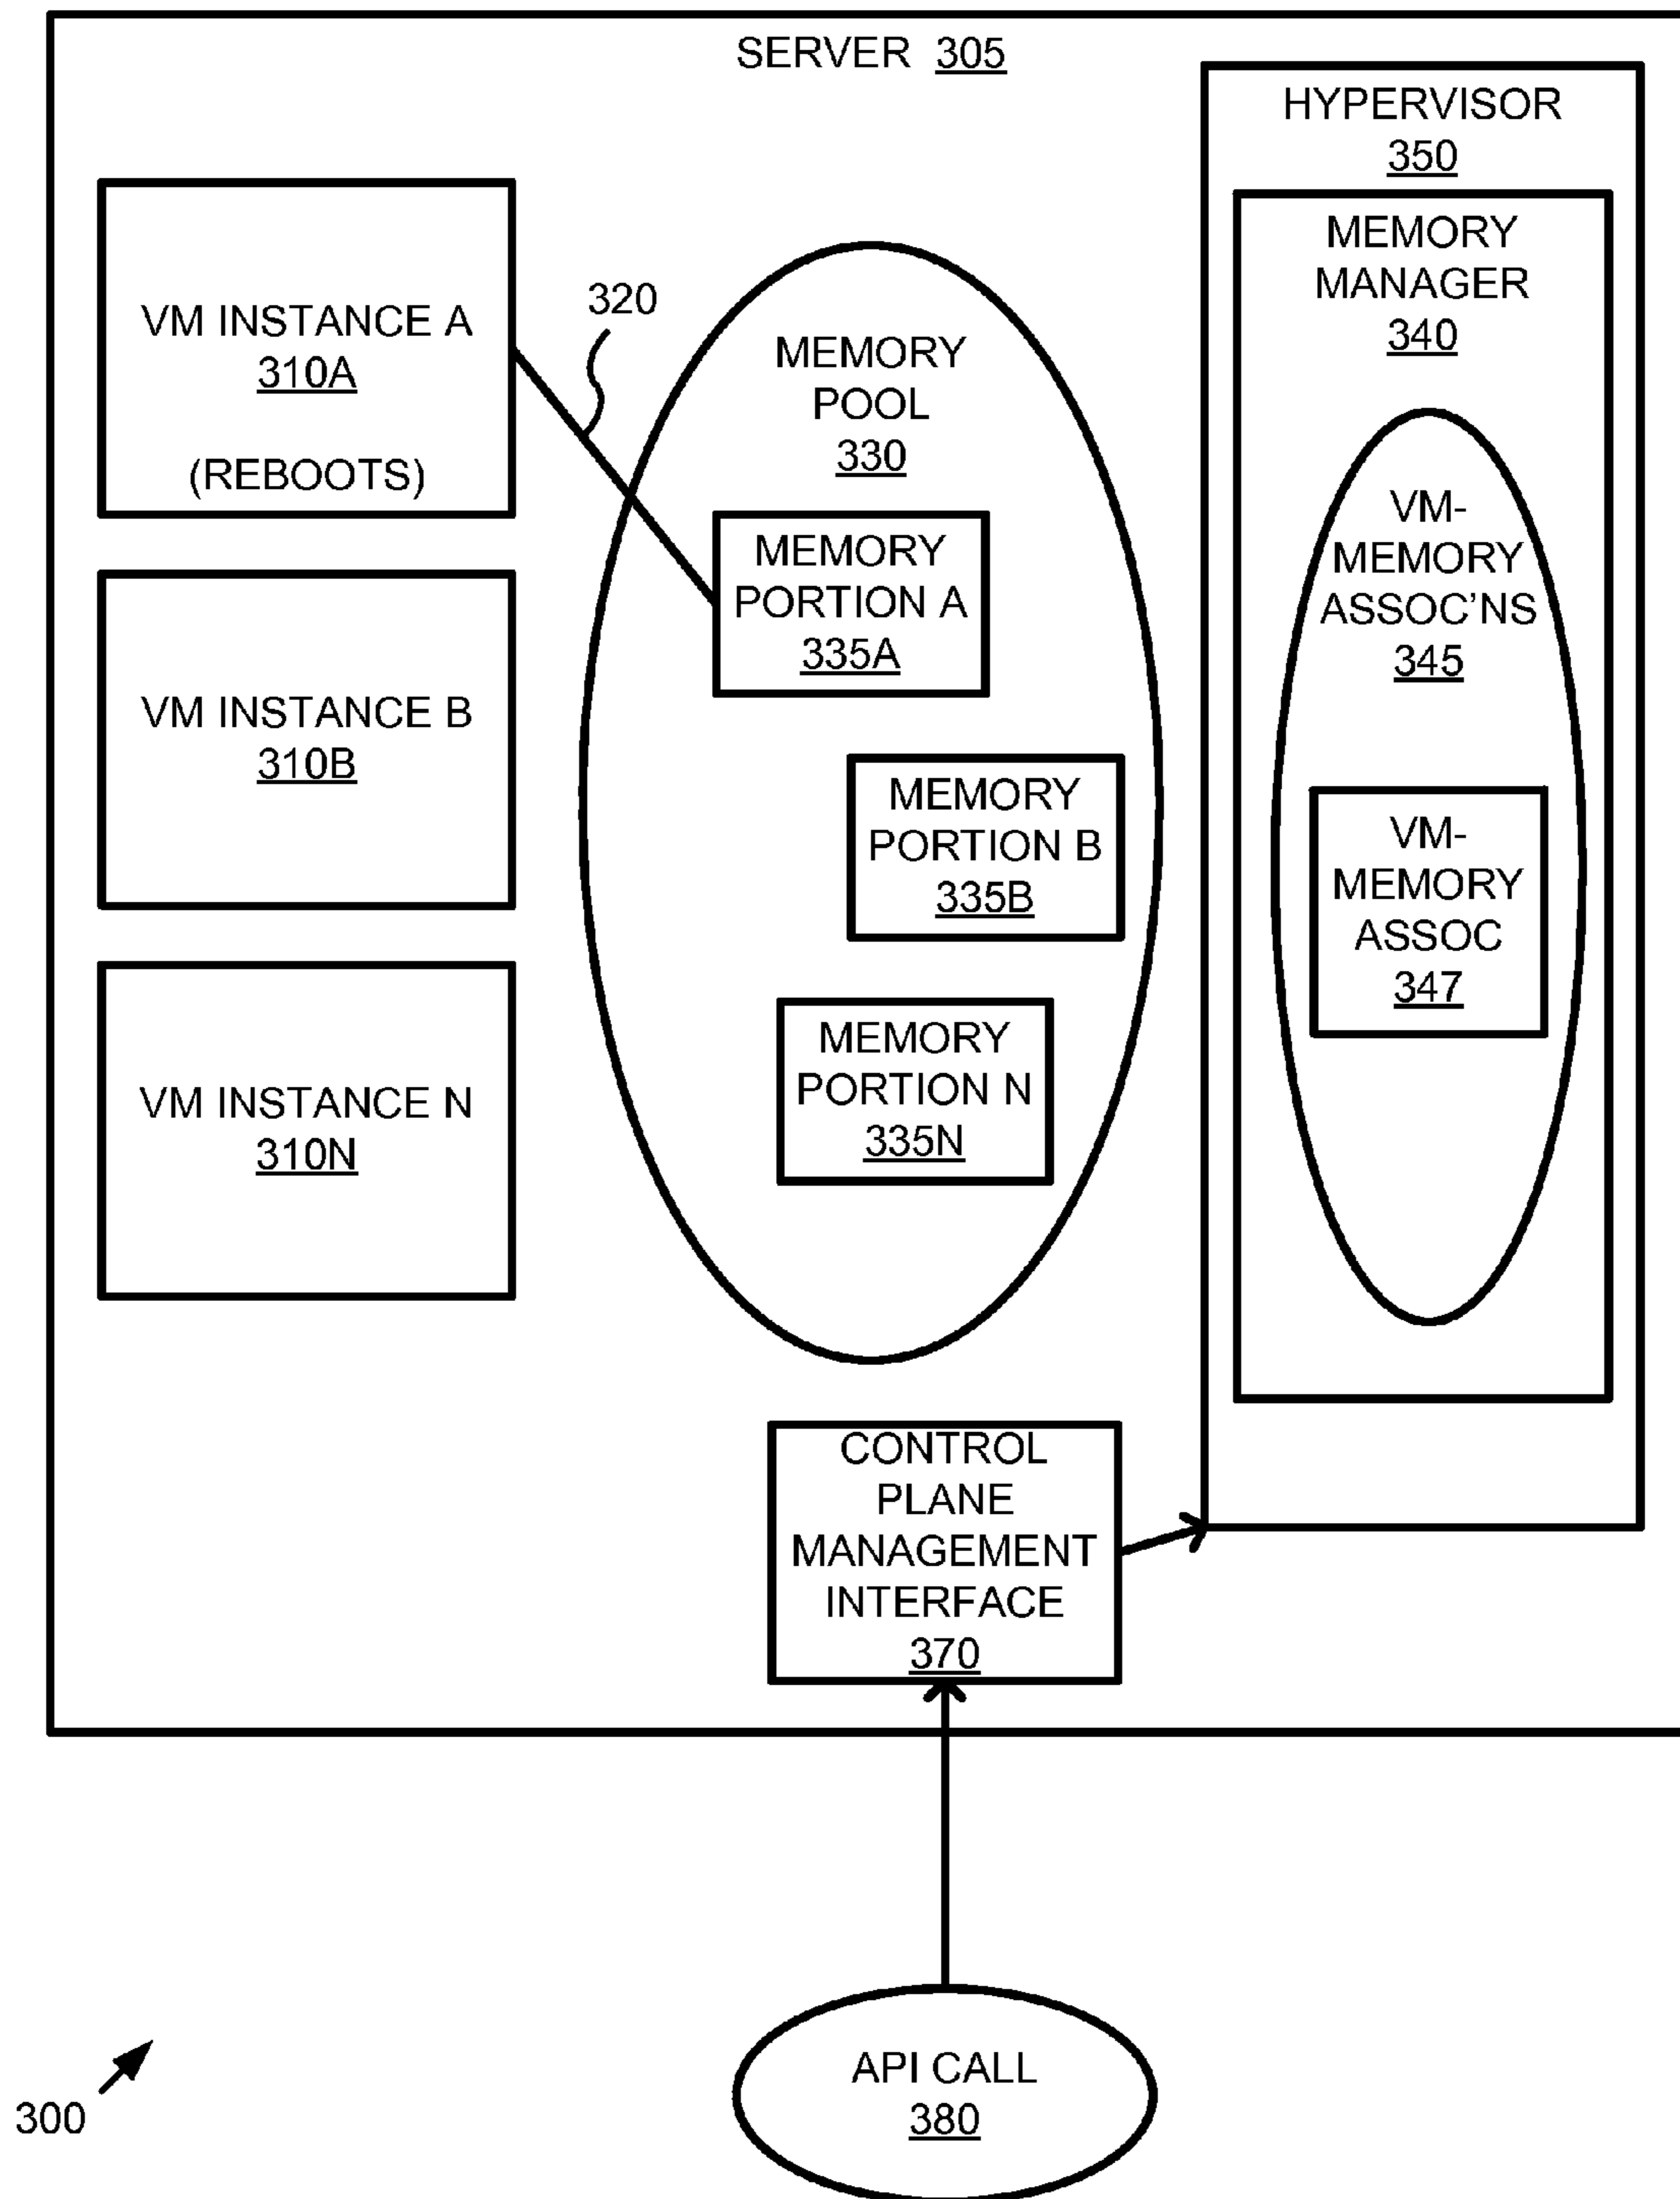 SERVER 305
HYPERVISOR
350
MEMORY
MANAGER
340
VM-
MEMORY
ASSOC'NS
345
VM-
MEMORY
ASSOC
347
VM INSTANCE A
310A
(REBOOTS)
320
MEMORY
POOL
330
MEMORY
PORTION A
335A
VM INSTANCE B
310B
MEMORY
PORTION B
335B
VM INSTANCE N
310N
MEMORY
PORTION N
335N
CONTROL
PLANE
MANAGEMENT
INTERFACE
370
API CALL
380
300